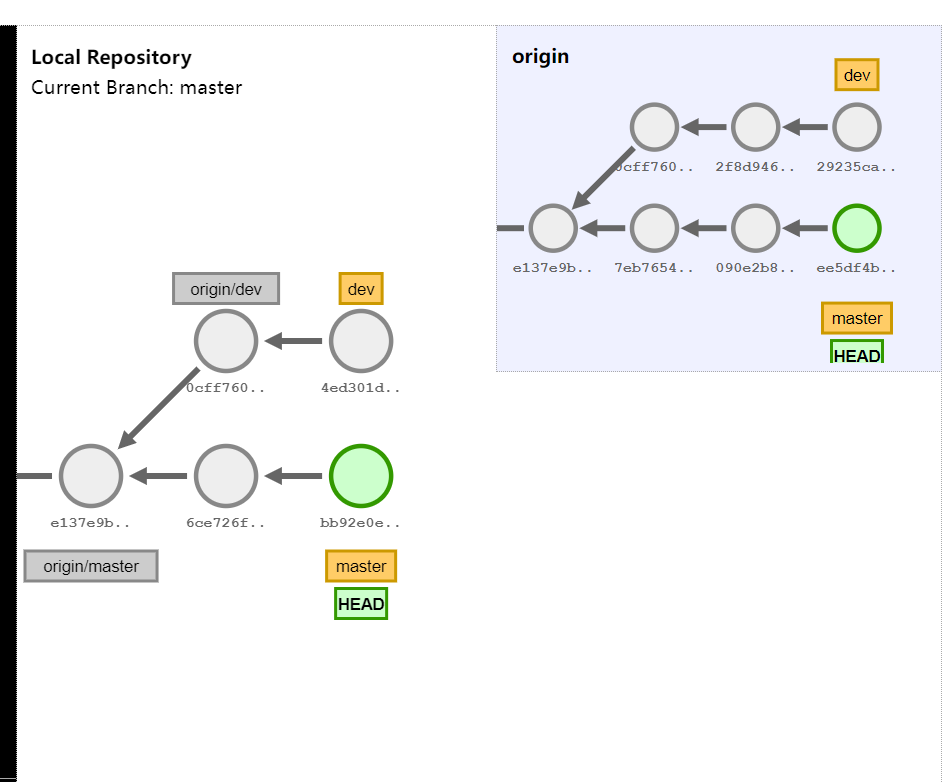 Local Repository
Current Branch: master
origin
dev
0cff760..
2f8d946..
29235ca..
e137e9b..
7eb7654..
090e2b8..
ee5df4b..
master
HEAD
origin/dev
dev
0cff760..
4ed301d..
e137e9b..
6ce726f..
bb92e0e..
origin/master
master
HEAD